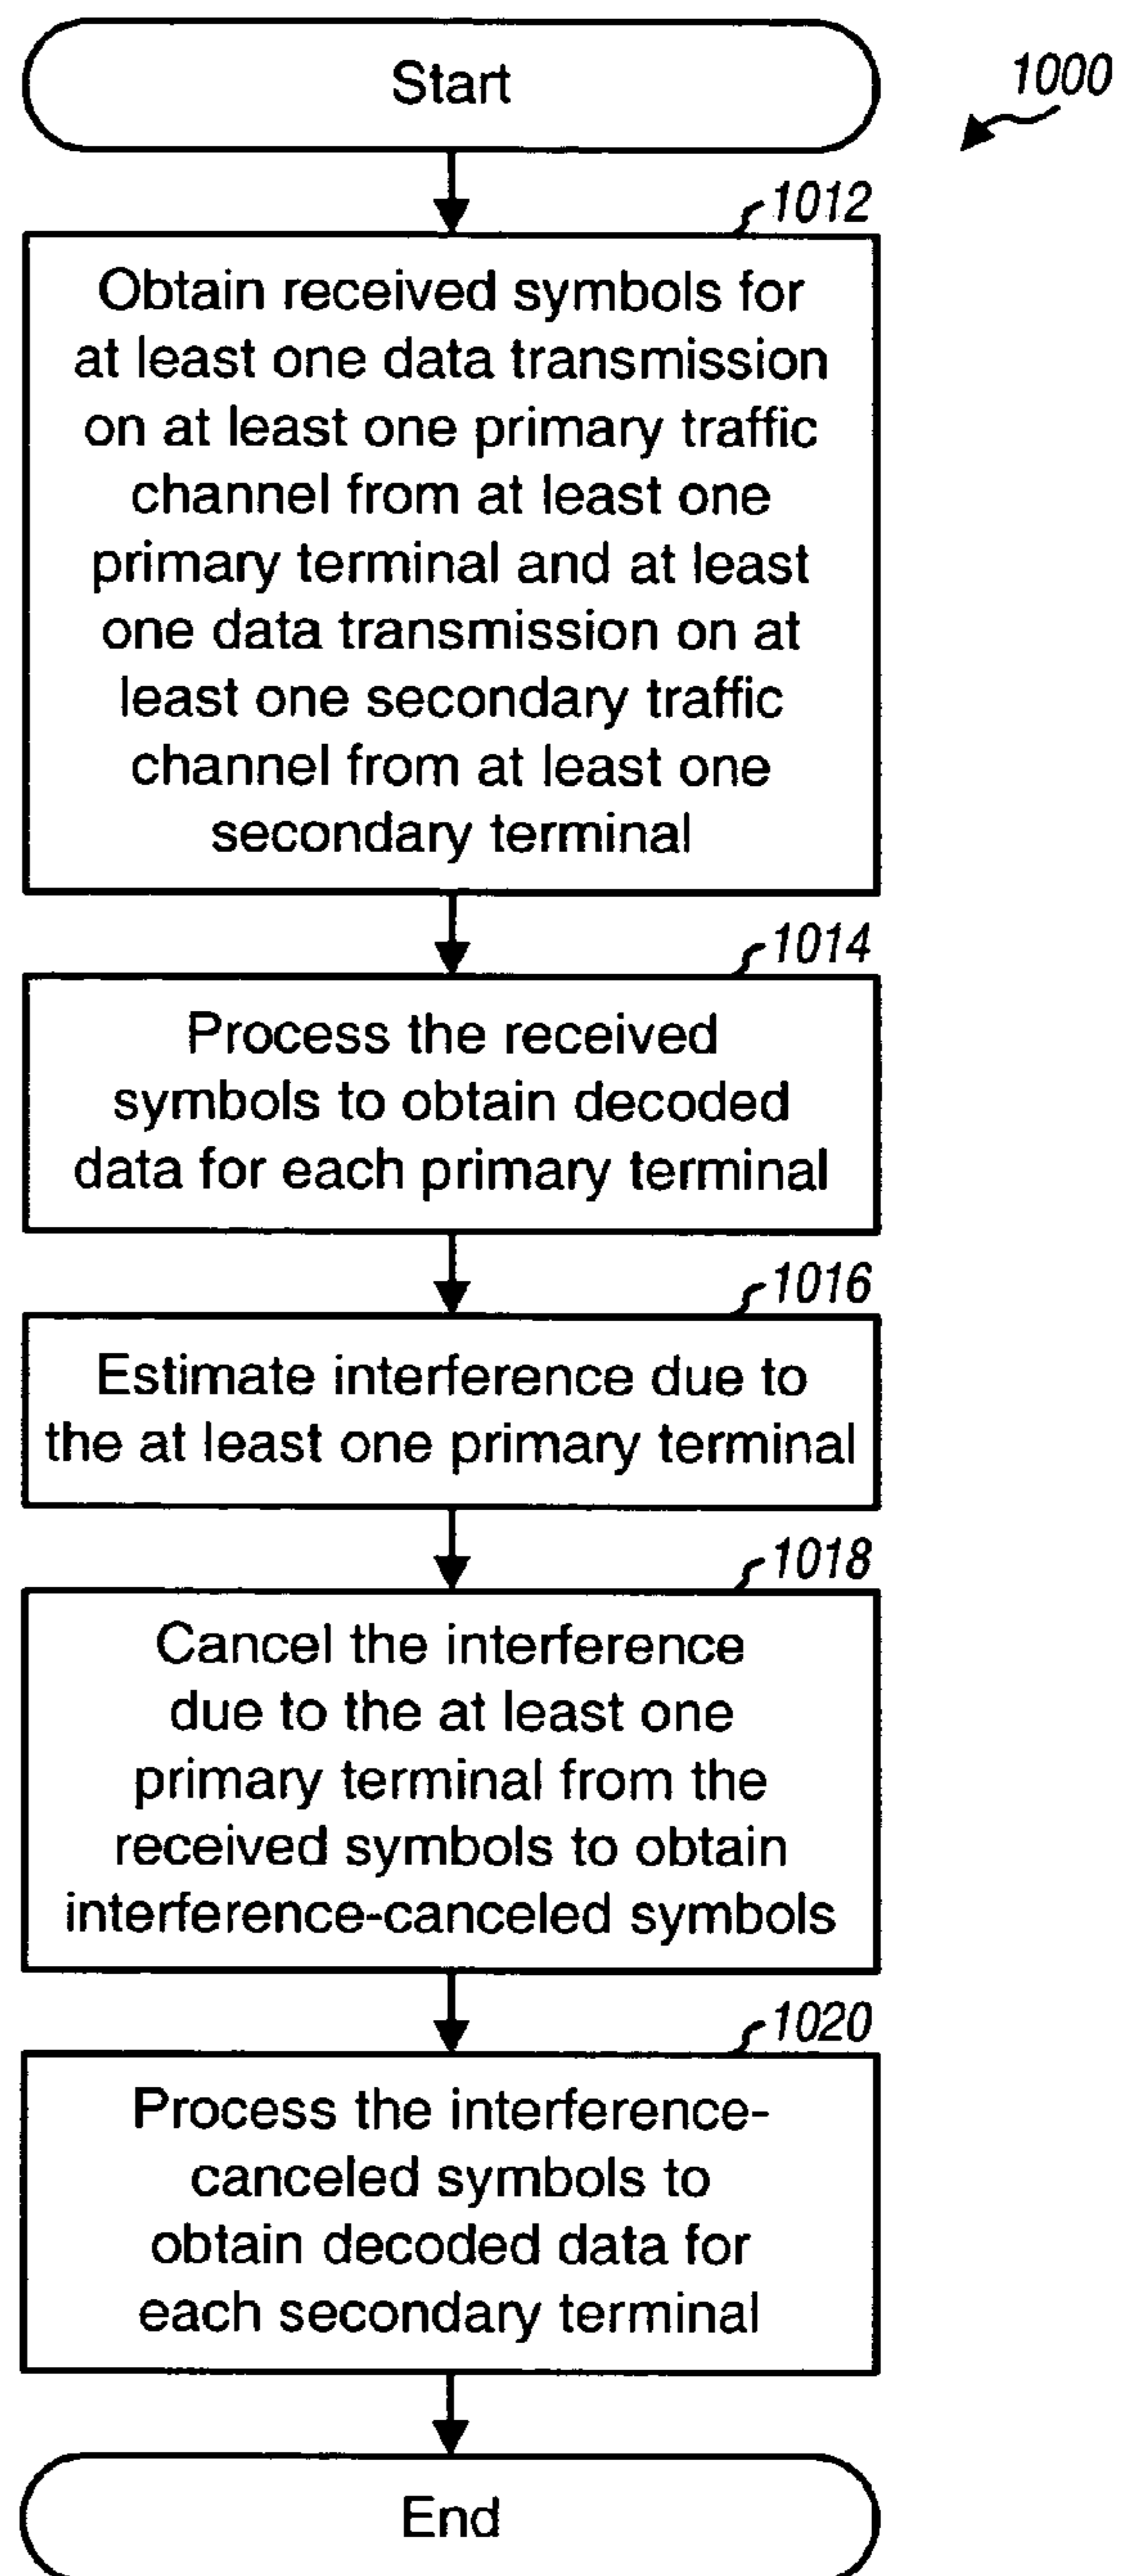 Start
1000
1012
Obtain received symbols for
at least one data transmission
on at least one primary traffic
channel from at least one
primary terminal and at least
one data transmission on at
least one secondary traffic
channel from at least one
secondary terminal
1014
Process the received
symbols to obtain decoded
data for each primary terminal
1016
Estimate interference due to
the at least one primary terminal
1018
Cancel the interference
due to the at least one
primary terminal from the
received symbols to obtain
interference-canceled symbols
1020
Process the interference-
canceled symbols to
obtain decoded data for
each secondary terminal
End